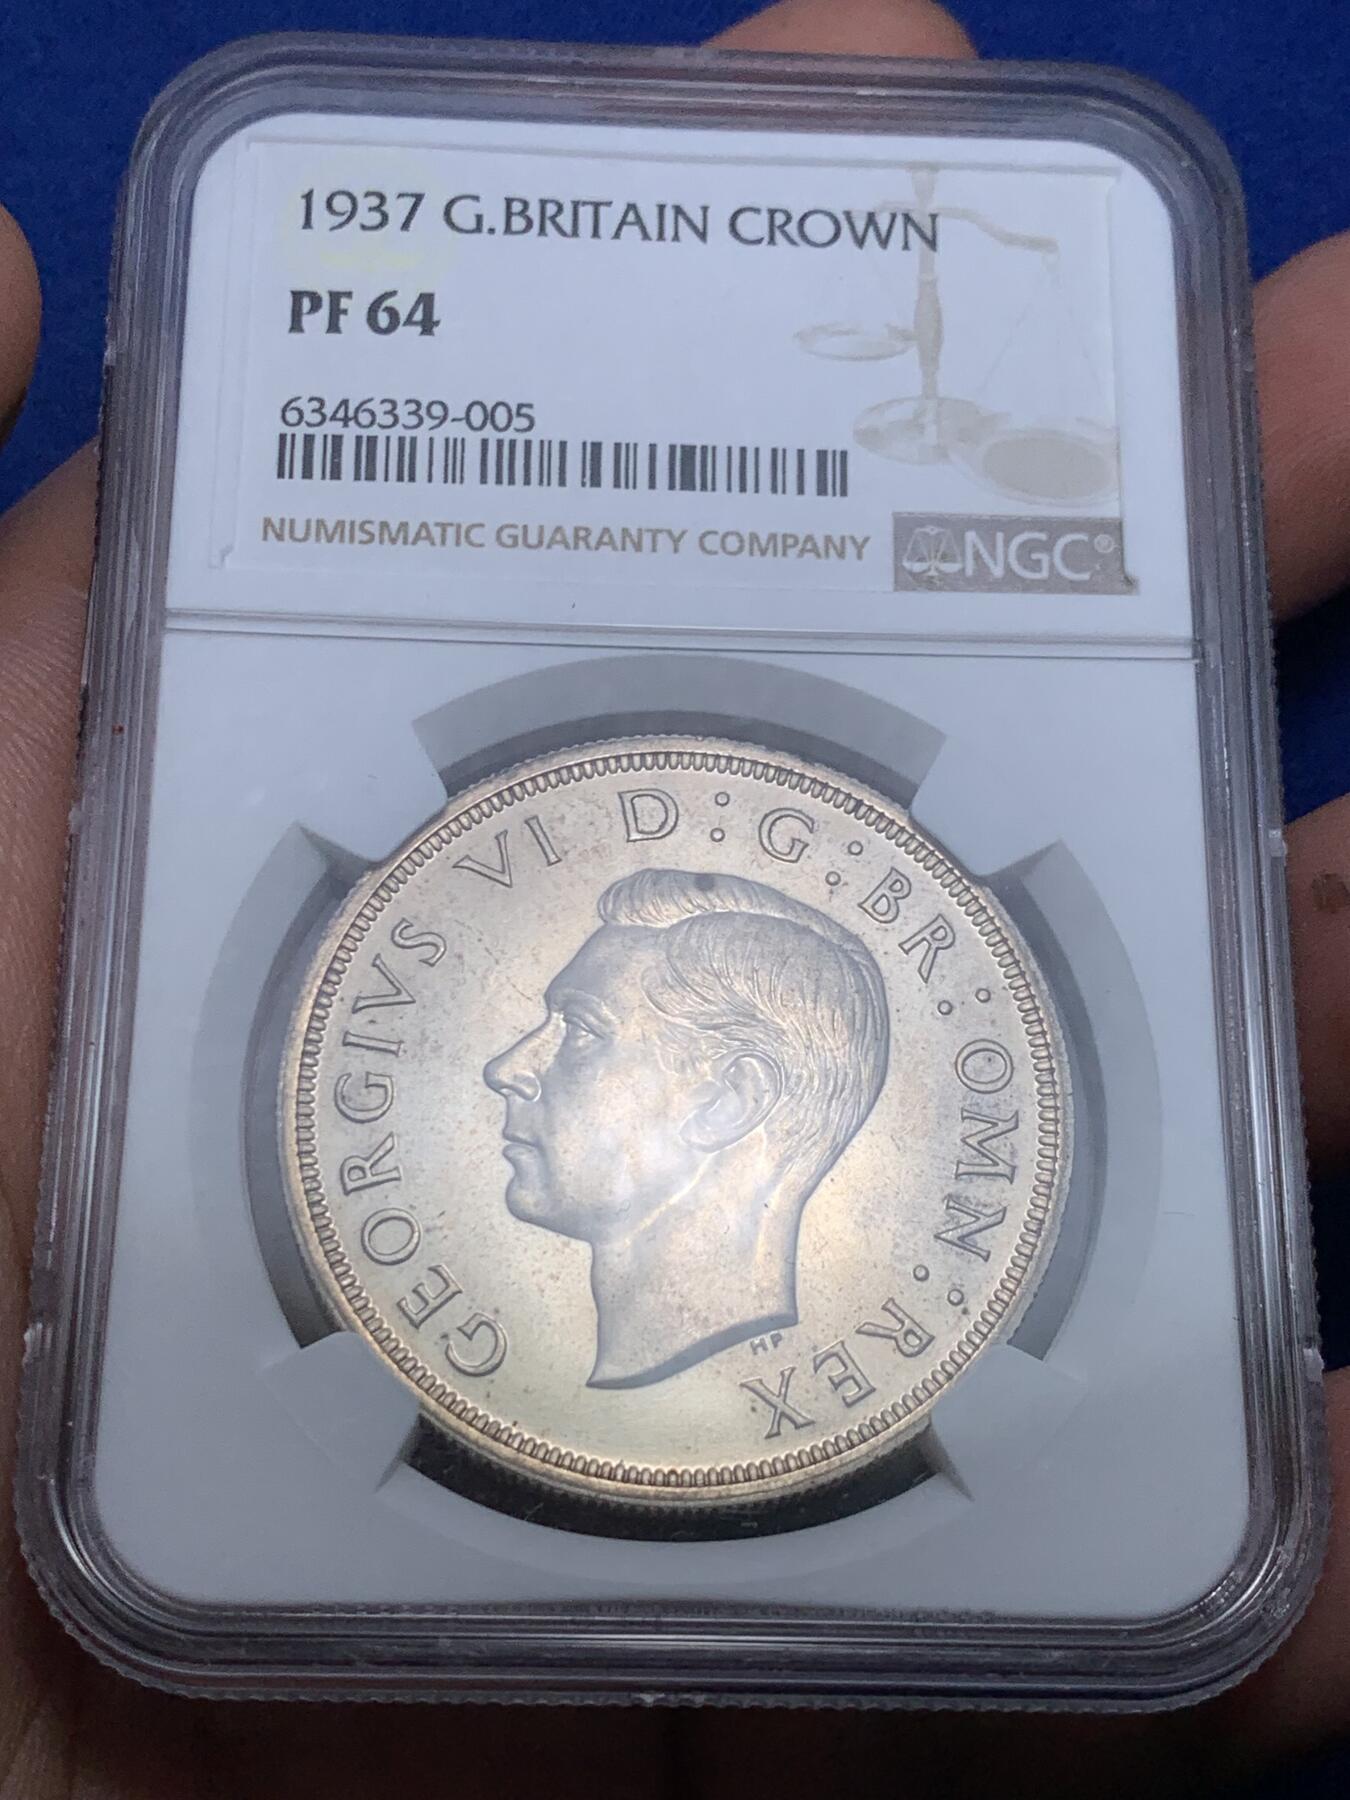 1937 G.BRITAIN CROWN
PF 64
6346339-005
NUMISMATIC GUARANTY COMPANY
NGC®
GEORGIVS VI D:G:BR:OMN:REX
HP